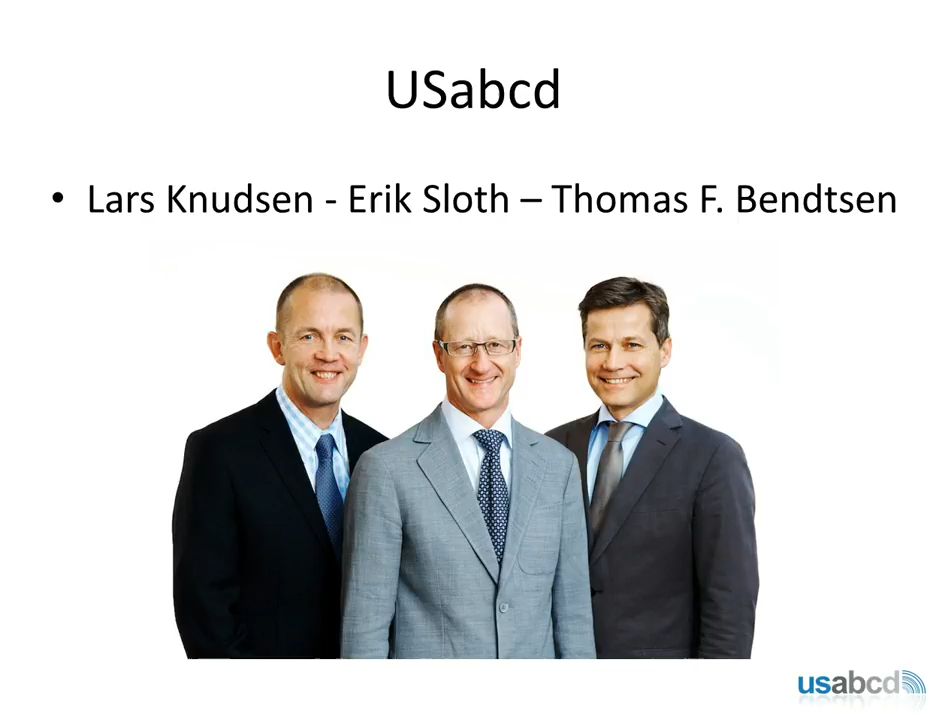 USabcd
• Lars Knudsen - Erik Sloth – Thomas F. Bendtsen
usabcd